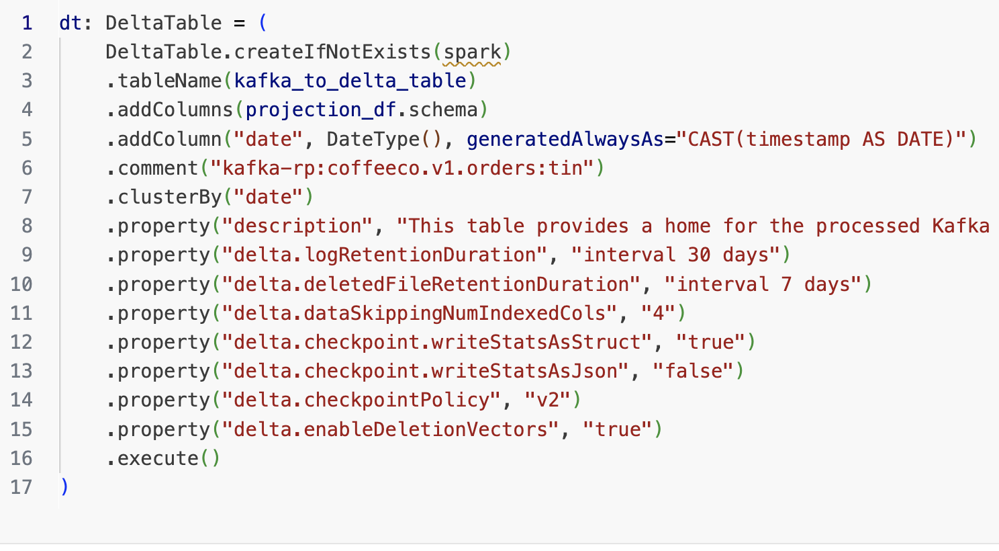 1 dt: DeltaTable = (
2 DeltaTable.createIfNotExists(spark)
3 .tableName(kafka_to_delta_table)
4 .addColumns(projection_df.schema)
5 .addColumn("date", DateType(), generatedAlwaysAs="CAST(timestamp AS DATE)")
6 .comment("kafka-rp:coffeeco.v1.orders:tin")
7 .clusterBy("date")
8 .property("description", "This table provides a home for the processed Kafka
9 .property("delta.logRetentionDuration", "interval 30 days")
10 .property("delta.deletedFileRetentionDuration", "interval 7 days")
11 .property("delta.dataSkippingNumIndexedCols", "4")
12 .property("delta.checkpoint.writeStatsAsStruct", "true")
13 .property("delta.checkpoint.writeStatsAsJson", "false")
14 .property("delta.checkpointPolicy", "v2")
15 .property("delta.enableDeletionVectors", "true")
16 .execute()
17 )